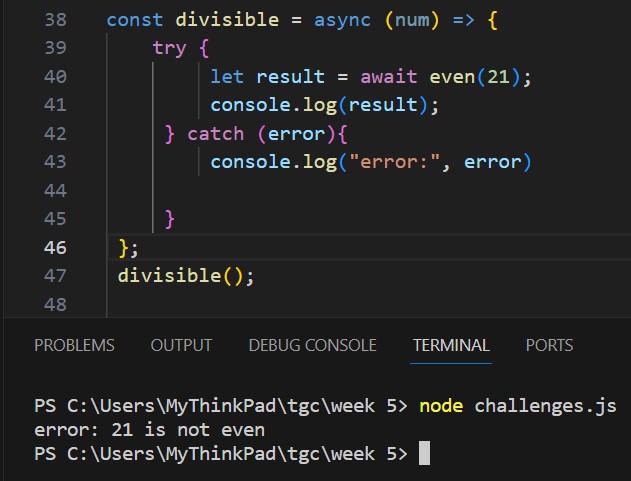 38 const divisible = async (num) => {
39 try {
40 let result = await even(21);
41 console.log(result);
42 } catch (error){
43 console.log("error:", error)
44
45 }
46 };
47 divisible();
48
PROBLEMS OUTPUT DEBUG CONSOLE TERMINAL PORTS
PS C:\Users\MyThinkPad\tgc\week 5> node challenges.js
error: 21 is not even
PS C:\Users\MyThinkPad\tgc\week 5>